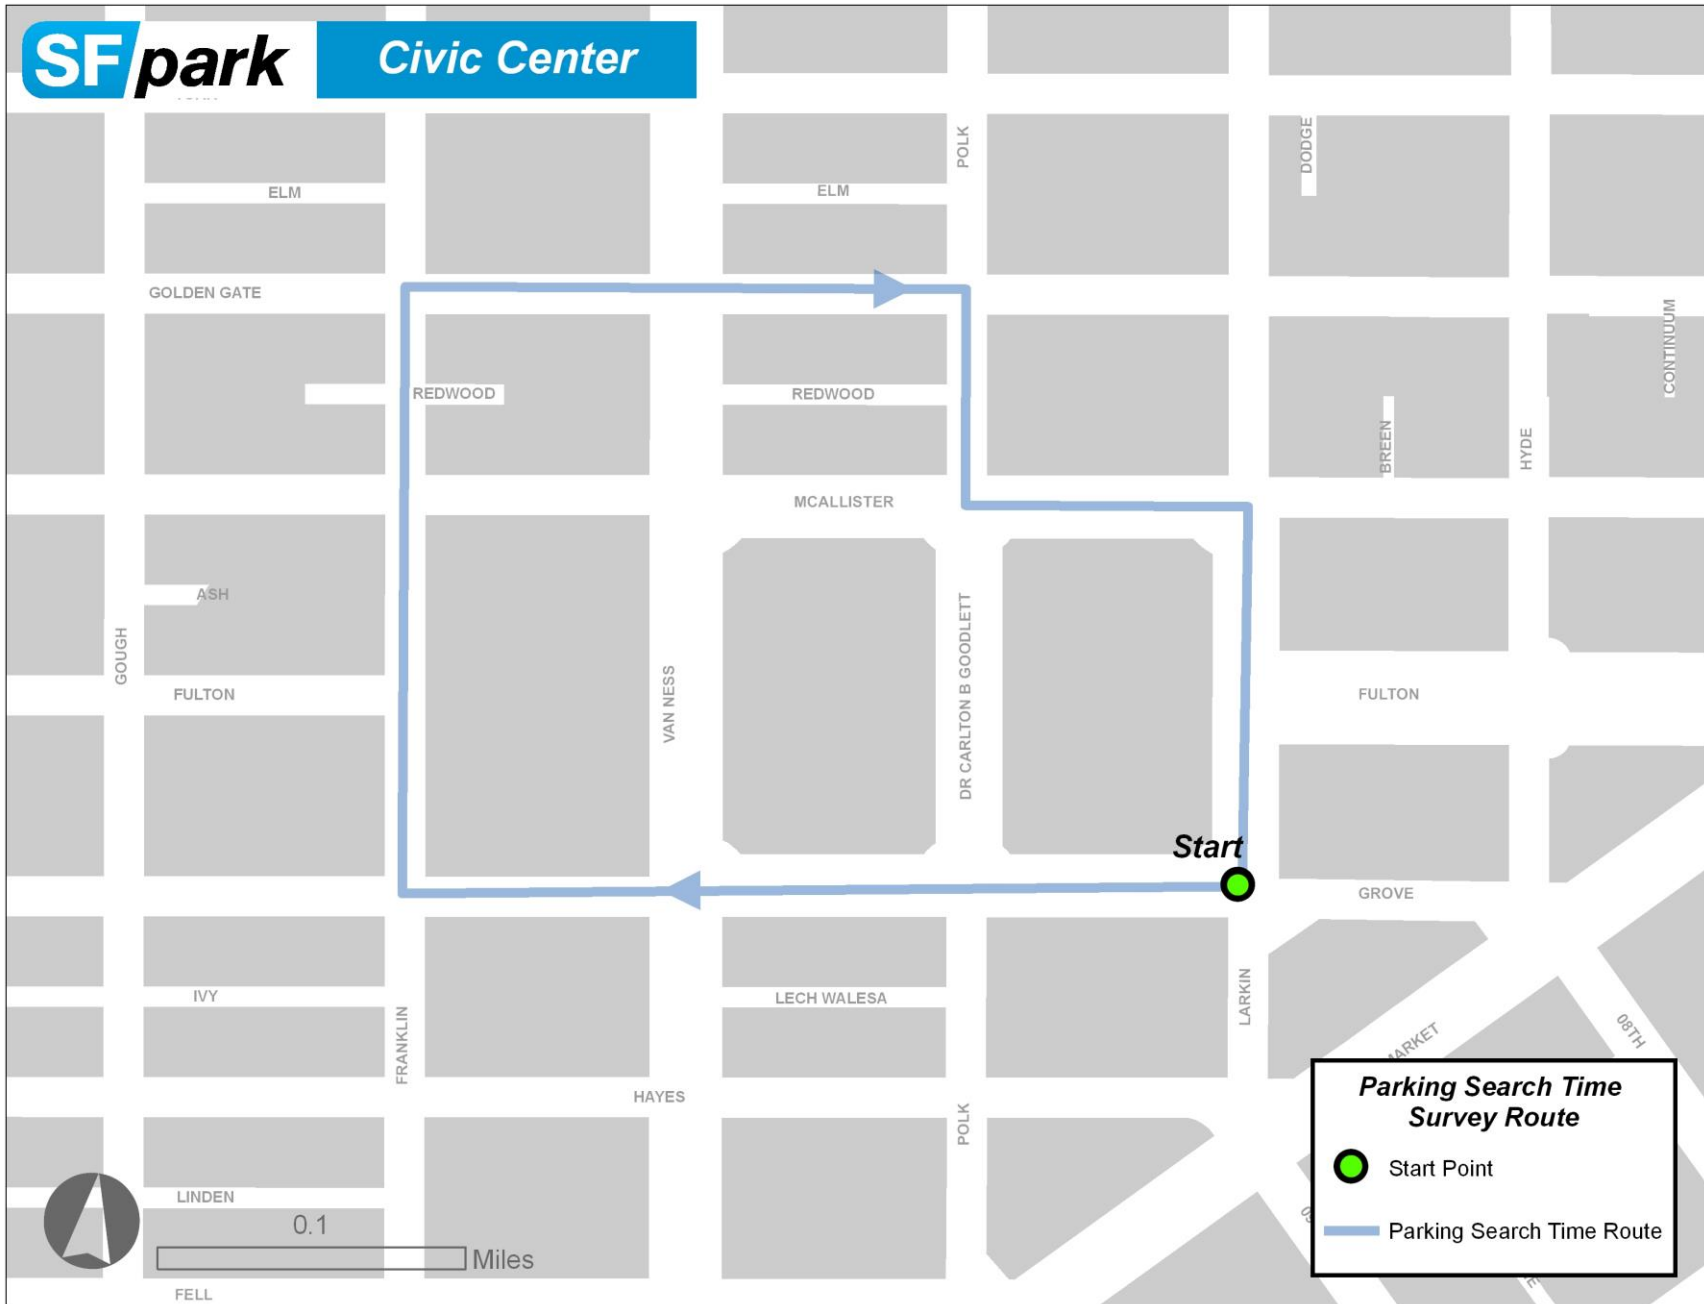 SFpark
Civic Center
POLK
DODGE
ELM
ELM
GOLDEN GATE
CONTINUUM
REDWOOD
REDWOOD
BREEN
HYDE
MCALLISTER
ASH
GOUGH
DR CARLTON B GOODLETT
VAN NESS
FULTON
FULTON
Start
GROVE
IVY
LECH WALESA
LARKIN
FRANKLIN
08TH
MARKET
HAYES
POLK
Parking Search Time
Survey Route
Start Point
Parking Search Time Route
LINDEN
0.1
Miles
FELL